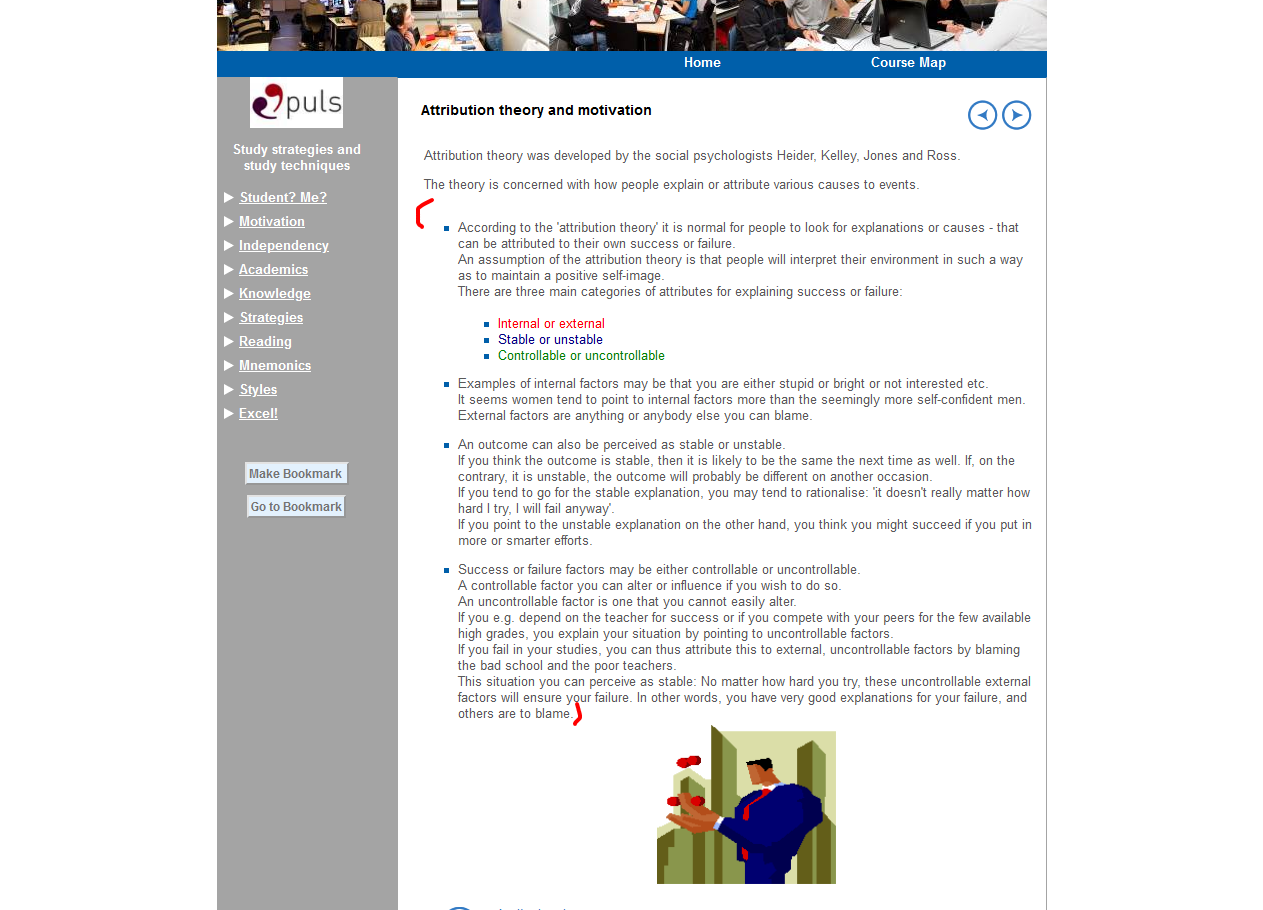 Home
Course Map
puls
Study strategies and
study techniques
Student? Me?
Motivation
Independency
Academics
Knowledge
Strategies
Reading
Mnemonics
Styles
Excel!
Make Bookmark
Go to Bookmark
Attribution theory and motivation
Attribution theory was developed by the social psychologists Heider, Kelley, Jones and Ross.
The theory is concerned with how people explain or attribute various causes to events.
According to the 'attribution theory' it is normal for people to look for explanations or causes - that
can be attributed to their own success or failure.
An assumption of the attribution theory is that people will interpret their environment in such a way
as to maintain a positive self-image.
There are three main categories of attributes for explaining success or failure:
Internal or external
Stable or unstable
Controllable or uncontrollable
Examples of internal factors may be that you are either stupid or bright or not interested etc.
It seems women tend to point to internal factors more than the seemingly more self-confident men.
External factors are anything or anybody else you can blame.
An outcome can also be perceived as stable or unstable.
If you think the outcome is stable, then it is likely to be the same the next time as well. If, on the
contrary, it is unstable, the outcome will probably be different on another occasion.
If you tend to go for the stable explanation, you may tend to rationalise: 'it doesn't really matter how
hard I try, I will fail anyway'.
If you point to the unstable explanation on the other hand, you think you might succeed if you put in
more or smarter efforts.
Success or failure factors may be either controllable or uncontrollable.
A controllable factor you can alter or influence if you wish to do so.
An uncontrollable factor is one that you cannot easily alter.
If you e.g. depend on the teacher for success or if you compete with your peers for the few available
high grades, you explain your situation by pointing to uncontrollable factors.
If you fail in your studies, you can thus attribute this to external, uncontrollable factors by blaming
the bad school and the poor teachers.
This situation you can perceive as stable: No matter how hard you try, these uncontrollable external
factors will ensure your failure. In other words, you have very good explanations for your failure, and
others are to blame.